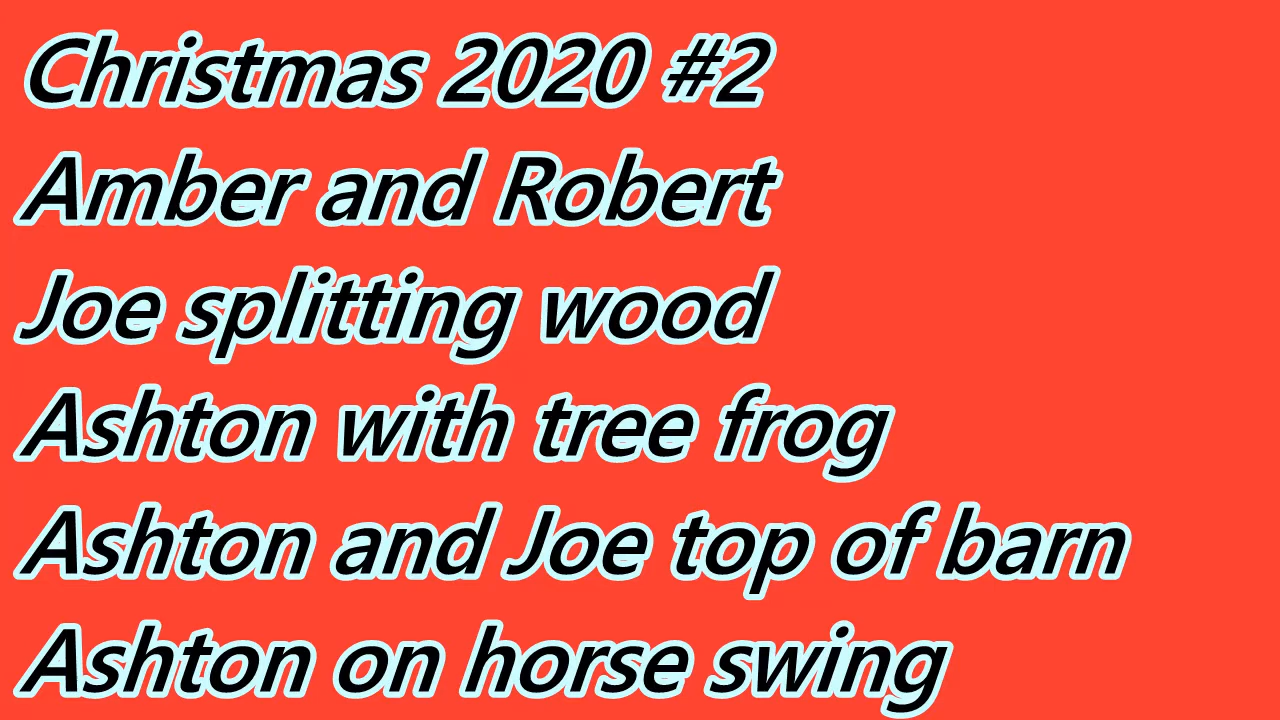 Christmas 2020 #2
Amber and Robert
Joe splitting wood
Ashton with tree frog
Ashton and Joe top of barn
Ashton on horse swing